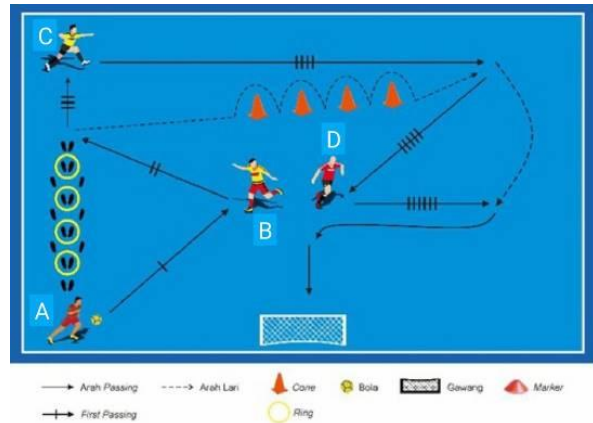 C
D
B
A
Arah Passing
Arah Lari
Cone
Bola
Gawang
Marker
First Passing
Ring